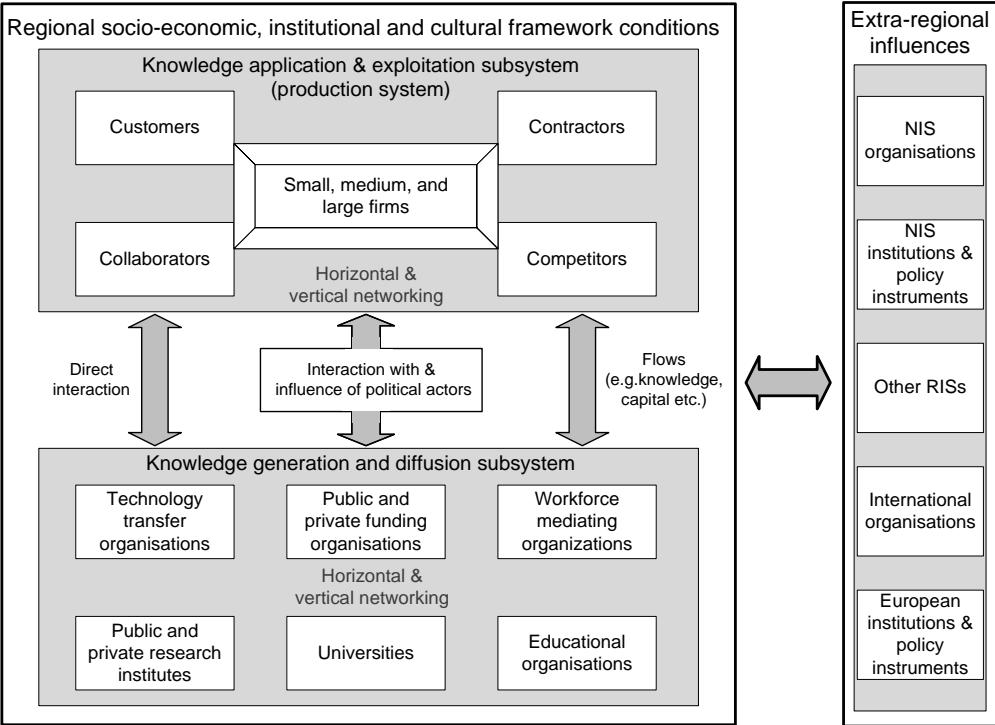 Regional socio-economic, institutional and cultural framework conditions
Knowledge application & exploitation subsystem
(production system)
Customers
Contractors
Small, medium, and
large firms
Collaborators
Competitors
Horizontal &
vertical networking
Direct
interaction
Interaction with &
influence of political actors
Flows
(e.g.knowledge,
capital etc.)
Knowledge generation and diffusion subsystem
Technology
transfer
organisations
Public and
private funding
organisations
Workforce
mediating
organizations
Horizontal &
vertical networking
Public and
private research
institutes
Universities
Educational
organisations
Extra-regional
influences
NIS
organisations
NIS
institutions &
policy
instruments
Other RISs
International
organisations
European
institutions &
policy
instruments